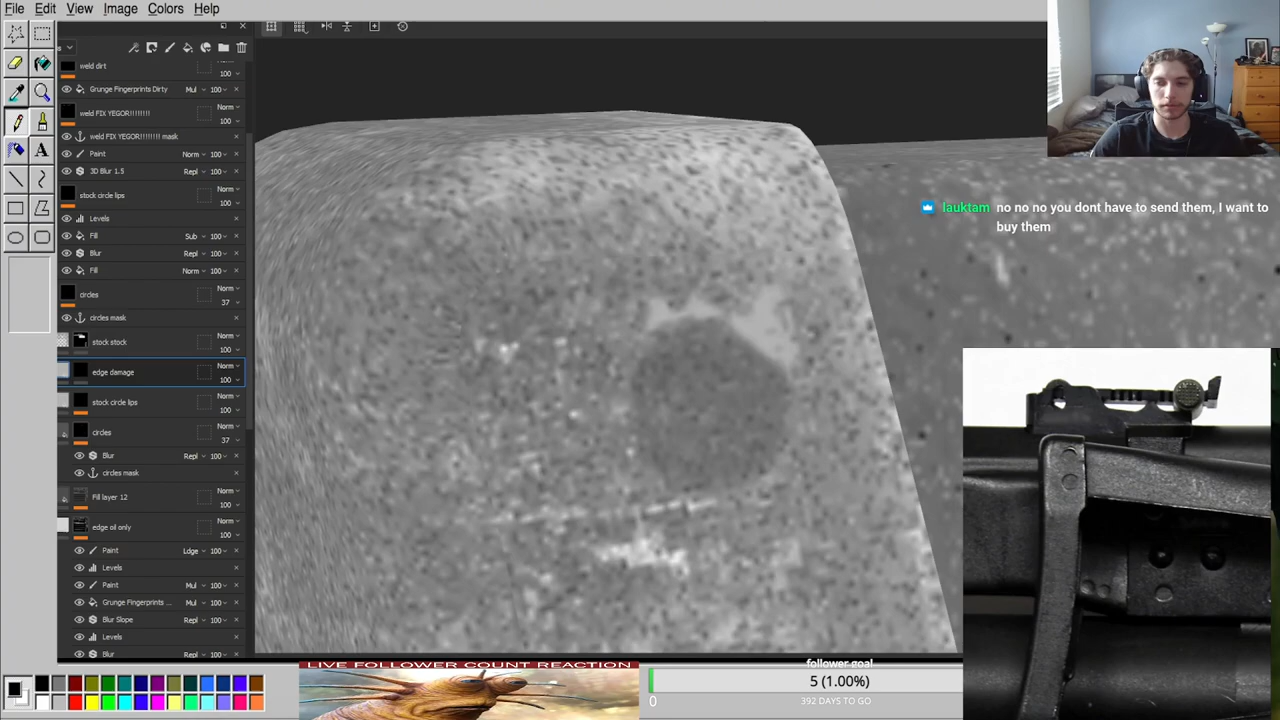 File Edit View Image Colors Help
weld dirt
100
Grunge Fingerprints Dirty Mul 100
weld FIX YEGOR!!!!!!!! Norm
100
weld FIX YEGOR!!!!!!!! mask
Paint Norm 100
3D Blur 1.5 Repl 100
stock circle lips Norm
100
Levels
Fill Sub 100
Blur Repl 100
Fill Norm 100
circles Norm
37
circles mask
stock stock Norm
100
edge damage Norm
100
stock circle lips Norm
100
circles Norm
37
Blur Repl 100
circles mask
Fill layer 12 Norm
100
edge oil only Norm
100
Paint Ldge 100
Levels
Paint Mul 100
Grunge Fingerprints ... Mul 100
Blur Slope Repl 100
Levels
Blur Repl 100
lauktam no no no you dont have to send them, I want to
buy them
LIVE FOLLOWER COUNT REACTION
follower goal
5 (1.00%)
0 392 DAYS TO GO